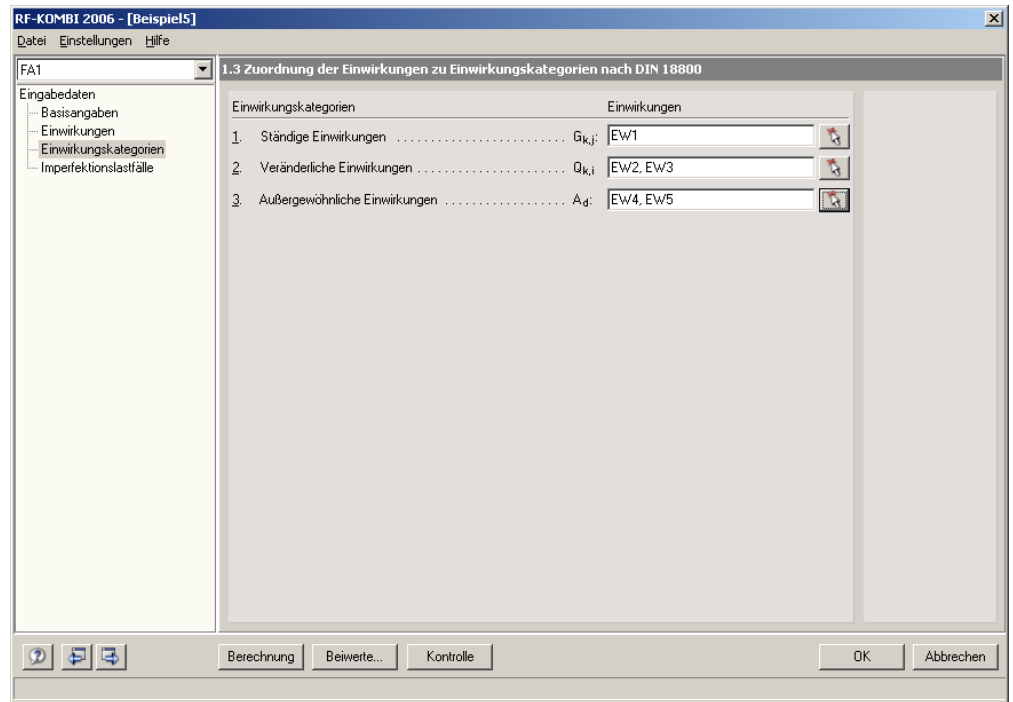 RF-KOMBI 2006 - [Beispiel5]
Datei Einstellungen Hilfe
FA1
1.3 Zuordnung der Einwirkungen zu Einwirkungskategorien nach DIN 18800
Eingabedaten
Basisangaben
Einwirkungen
Einwirkungskategorien
Imperfektionslastfälle
Einwirkungskategorien Einwirkungen
1. Ständige Einwirkungen ........................ Gk,j: EW1
2. Veränderliche Einwirkungen ...................... Qk,i EW2, EW3
3. Außergewöhnliche Einwirkungen .................. Ad: EW4, EW5
Berechnung Beiwerte... Kontrolle OK Abbrechen